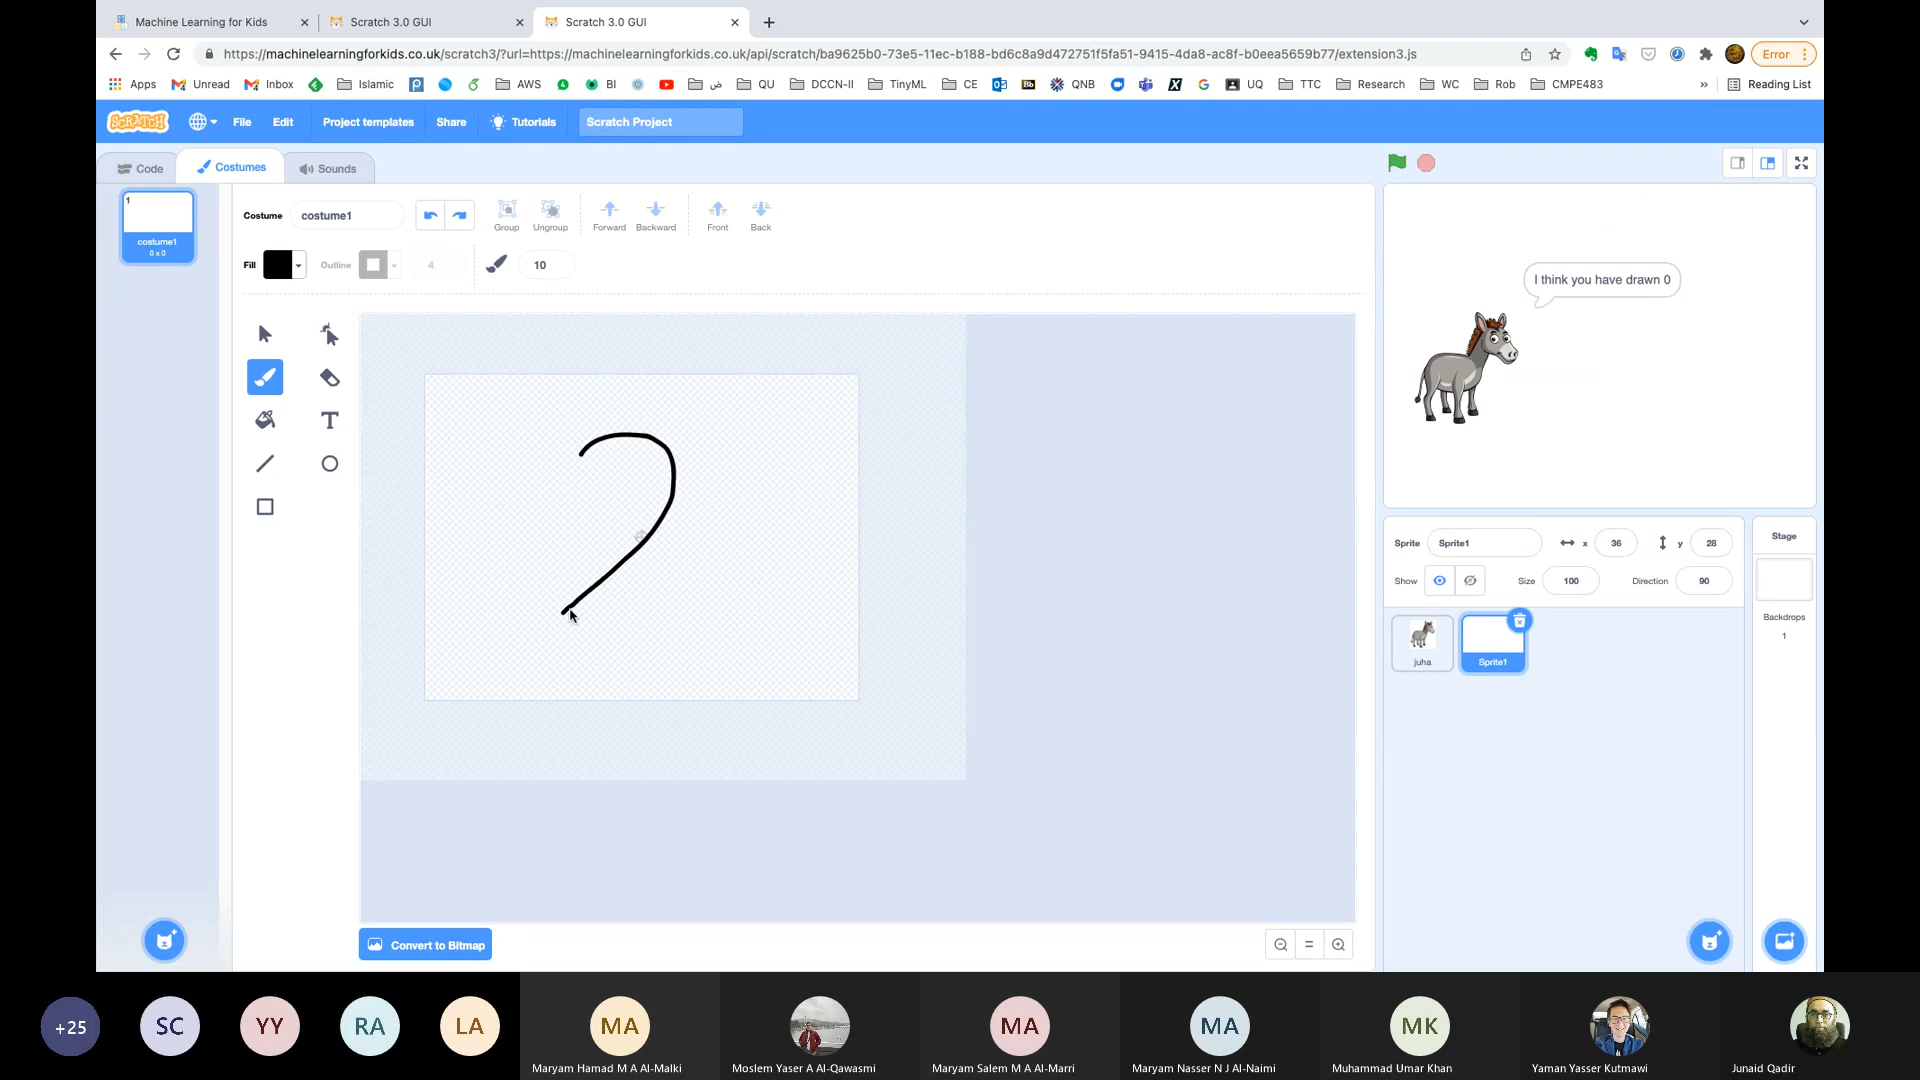 Machine Learning for Kids
Scratch 3.0 GUI
Scratch 3.0 GUI
https://machinelearningforkids.co.uk/scratch3/?url=https://machinelearningforkids.co.uk/api/scratch/ba9625b0-73e5-11ec-b188-bd6c8a9d472751f5fa51-9415-4da8-ac8f-b0eea5659b77/extension3.js
Error
Apps Unread Inbox Islamic AWS BI ض QU DCCN-II TinyML CE QNB UQ TTC Research WC Rob CMPE483 » Reading List
SCRATCH File Edit Project templates Share Tutorials Scratch Project
Code Costumes Sounds
1
costume1
0 x 0
Costume costume1 Group Ungroup Forward Backward Front Back
Fill Outline 4 10
T
2
Convert to Bitmap
I think you have drawn 0
Sprite Sprite1 x 36 y 28
Show Size 100 Direction 90
juha Sprite1
Stage
Backdrops
1
+25 SC YY RA LA MA MA MA MK
Maryam Hamad M A Al-Malki Moslem Yaser A Al-Qawasmi Maryam Salem M A Al-Marri Maryam Nasser N J Al-Naimi Muhammad Umar Khan Yaman Yasser Kutmawi Junaid Qadir